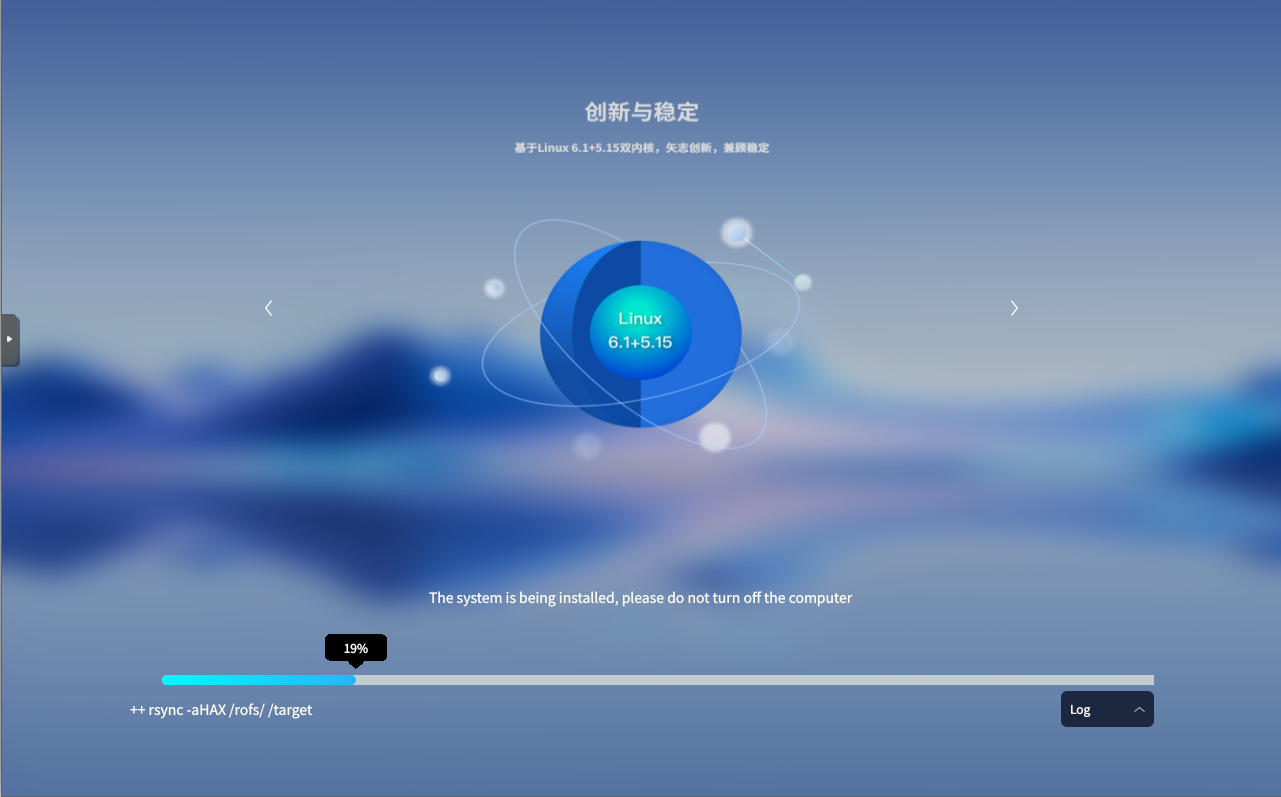 创新与稳定
基于Linux 6.1+5.15双内核，矢志创新，兼顾稳定
Linux
6.1+5.15
The system is being installed, please do not turn off the computer
19%
++ rsync -aHAX /rofs/ /target
Log